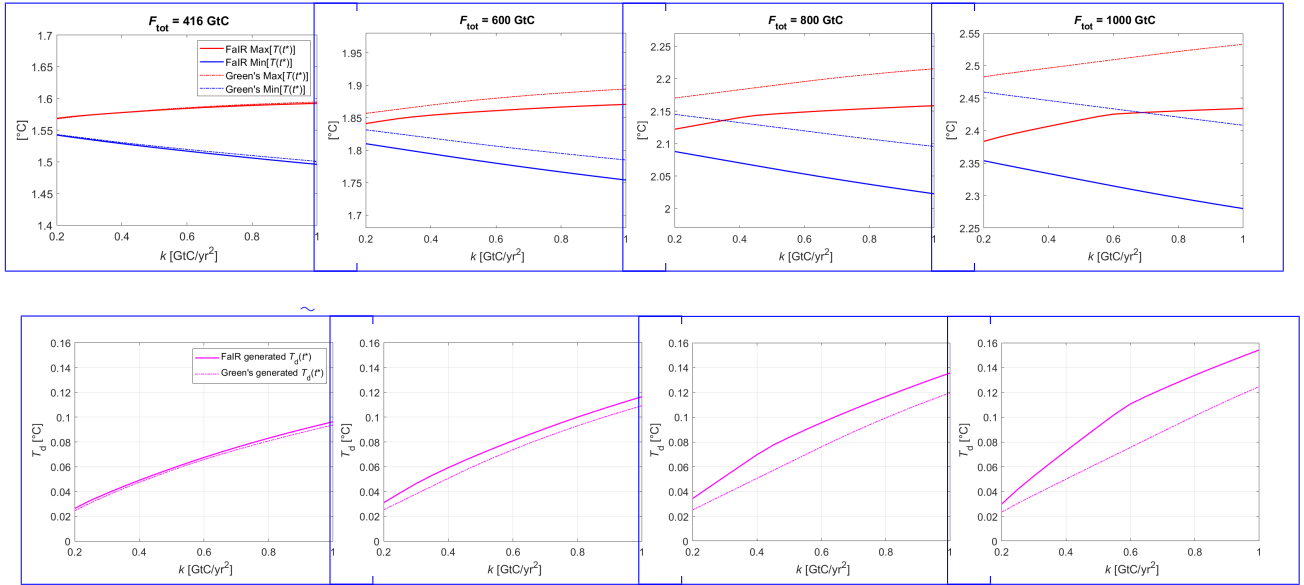 F_tot = 416 GtC
1.7
1.65
1.6
1.55
1.5
1.45
1.4
[°C]
FaIR Max[T(t*)]
FaIR Min[T(t*)]
Green's Max[T(t*)]
Green's Min[T(t*)]
0.2 0.4 0.6 0.8 1
k [GtC/yr²]
F_tot = 600 GtC
1.95
1.9
1.85
1.8
1.75
1.7
[°C]
0.2 0.4 0.6 0.8 1
k [GtC/yr²]
F_tot = 800 GtC
2.25
2.2
2.15
2.1
2.05
2
[°C]
0.2 0.4 0.6 0.8 1
k [GtC/yr²]
F_tot = 1000 GtC
2.55
2.5
2.45
2.4
2.35
2.3
2.25
[°C]
0.2 0.4 0.6 0.8 1
k [GtC/yr²]
~
0.16
0.14
0.12
0.1
0.08
0.06
0.04
0.02
0
T_d [°C]
FaIR generated T_d(t*)
Green's generated T_d(t*)
0.2 0.4 0.6 0.8 1
k [GtC/yr²]
0.16
0.14
0.12
0.1
0.08
0.06
0.04
0.02
0
T_d [°C]
0.2 0.4 0.6 0.8 1
k [GtC/yr²]
0.16
0.14
0.12
0.1
0.08
0.06
0.04
0.02
0
T_d [°C]
0.2 0.4 0.6 0.8 1
k [GtC/yr²]
0.16
0.14
0.12
0.1
0.08
0.06
0.04
0.02
0
T_d [°C]
0.2 0.4 0.6 0.8 1
k [GtC/yr²]